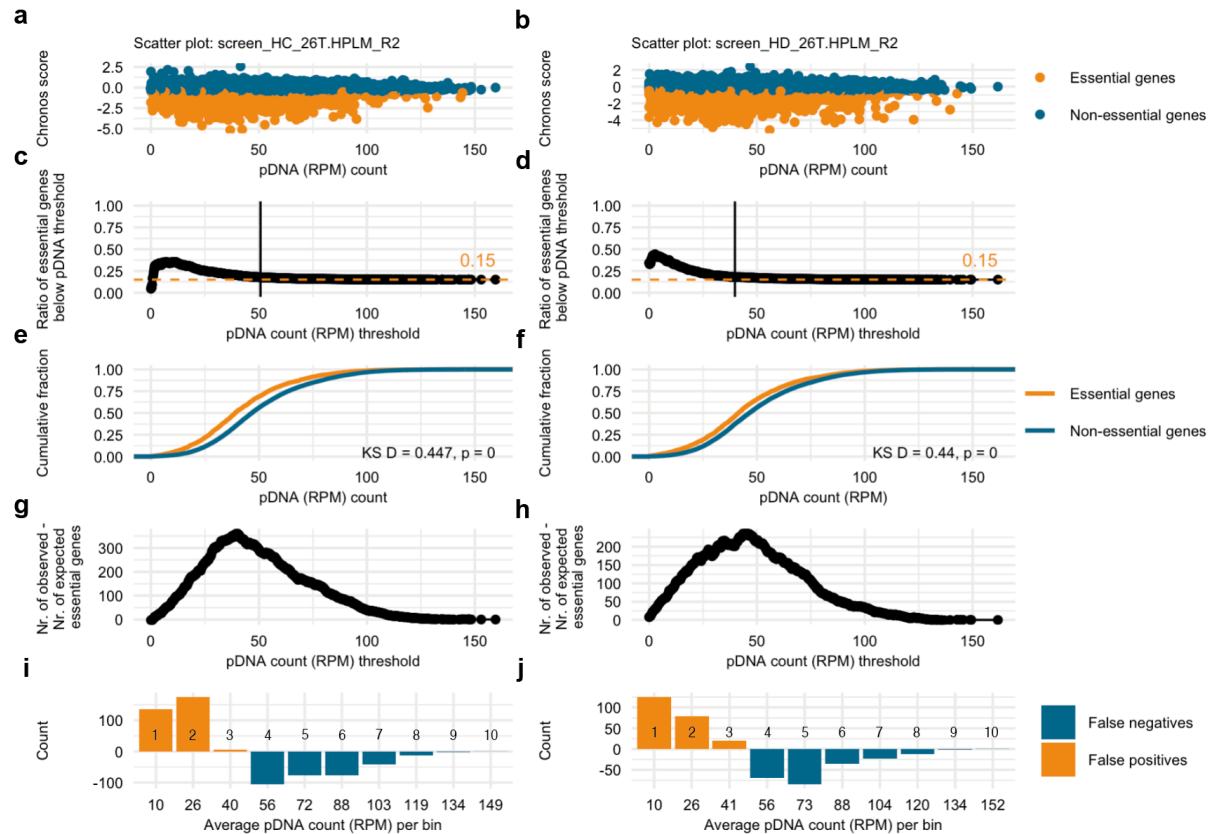 a
b
Scatter plot: screen_HC_26T.HPLM_R2
Scatter plot: screen_HD_26T.HPLM_R2
Chronos score
2.5
0.0
-2.5
-5.0
0 50 100 150
pDNA (RPM) count
Chronos score
2
0
-2
-4
0 50 100 150
pDNA (RPM) count
Essential genes
Non-essential genes
c
d
Ratio of essential genes
below pDNA threshold
1.00
0.75
0.50
0.25
0.00
0.15
0 50 100 150
pDNA count (RPM) threshold
Ratio of essential genes
below pDNA threshold
1.00
0.75
0.50
0.25
0.00
0.15
0 50 100 150
pDNA count (RPM) threshold
e
f
Cumulative fraction
1.00
0.75
0.50
0.25
0.00
KS D = 0.447, p = 0
0 50 100 150
pDNA (RPM) count
Cumulative fraction
1.00
0.75
0.50
0.25
0.00
KS D = 0.44, p = 0
0 50 100 150
pDNA count (RPM)
Essential genes
Non-essential genes
g
h
Nr. of observed -
Nr. of expected
essential genes
300
200
100
0
0 50 100 150
pDNA count (RPM) threshold
Nr. of observed -
Nr. of expected
essential genes
200
150
100
50
0
0 50 100 150
pDNA count (RPM) threshold
i
j
Count
100
0
-100
1 2 3 4 5 6 7 8 9 10
10 26 40 56 72 88 103 119 134 149
Average pDNA count (RPM) per bin
Count
100
50
0
-50
1 2 3 4 5 6 7 8 9 10
10 26 41 56 73 88 104 120 134 152
Average pDNA count (RPM) per bin
False negatives
False positives